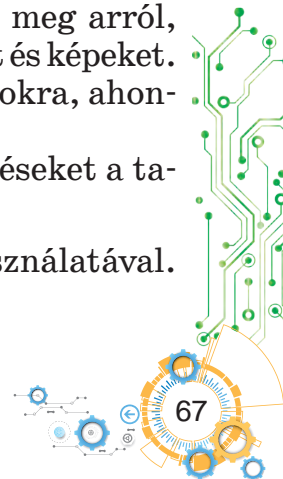 meg arról,
t és képeket.
okra, ahon-
éseket a ta-
sználatával.
67